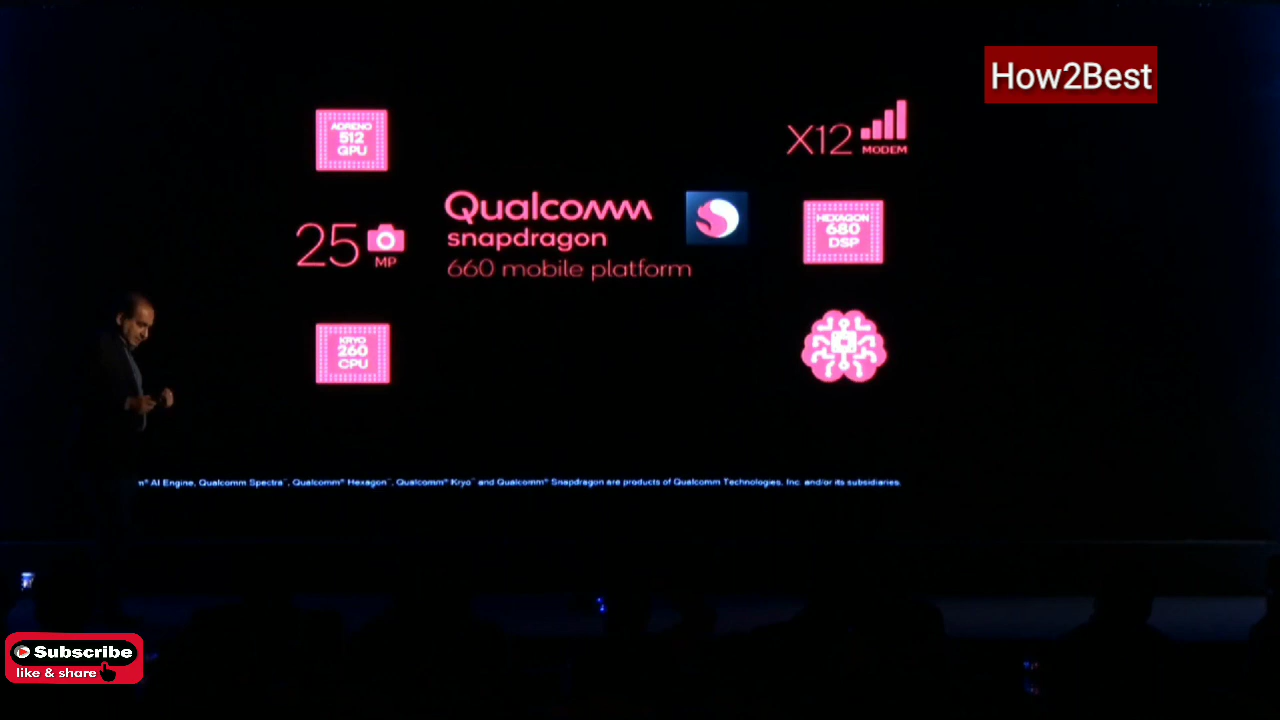 How2Best
ADRENO
512
GPU
X12
MODEM
Qualcomm
snapdragon
660 mobile platform
25
MP
HEXAGON
680
DSP
KRYO
260
CPU
AI Engine, Qualcomm Spectra™, Qualcomm® Hexagon™, Qualcomm® Kryo™ and Qualcomm® Snapdragon are products of Qualcomm Technologies, Inc. and/or its subsidiaries.
Subscribe
like & share